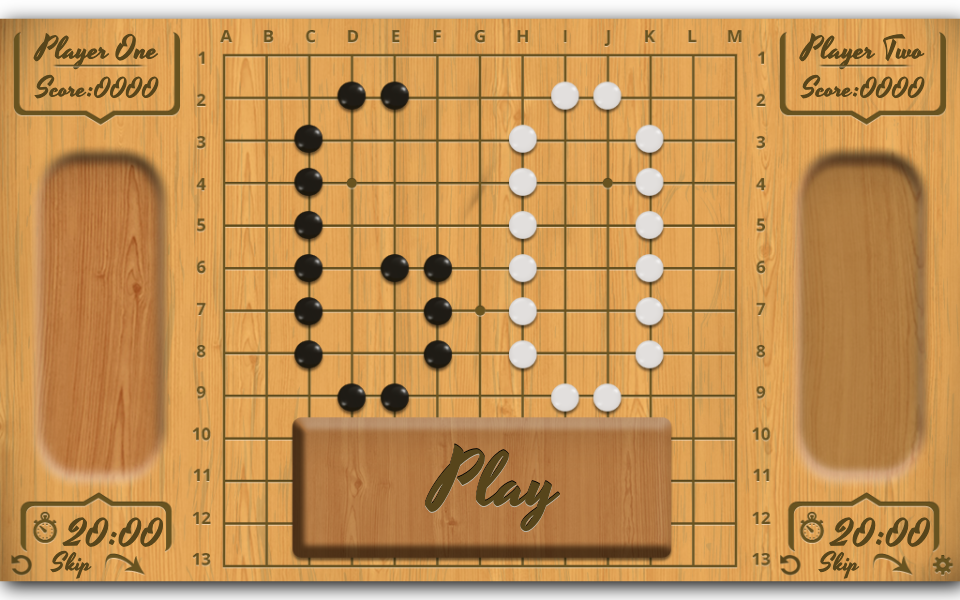 Player One
Score:0000
A B C D E F G H I J K L M
Player Two
Score:0000
1 1
2 2
3 3
4 4
5 5
6 6
7 7
8 8
9 9
10 10
11 11
12 12
13 13
Play
20:00
Skip
20:00
Skip